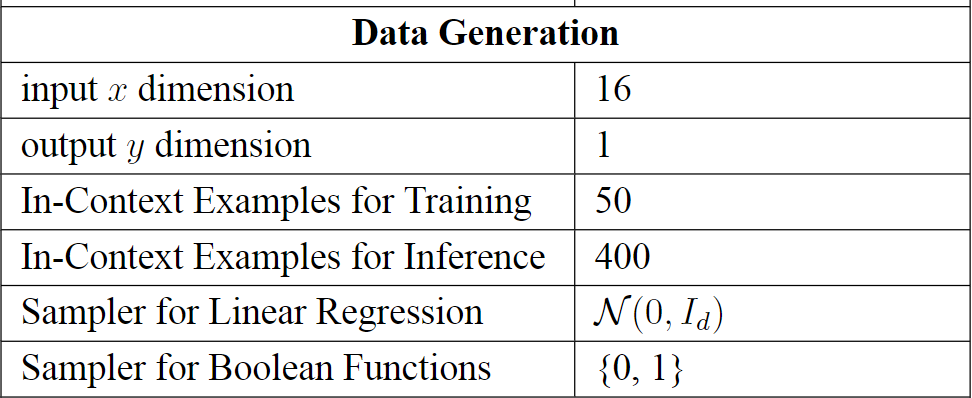 Data Generation
input x dimension 16
output y dimension 1
In-Context Examples for Training 50
In-Context Examples for Inference 400
Sampler for Linear Regression 𝒩(0, I_d)
Sampler for Boolean Functions {0, 1}